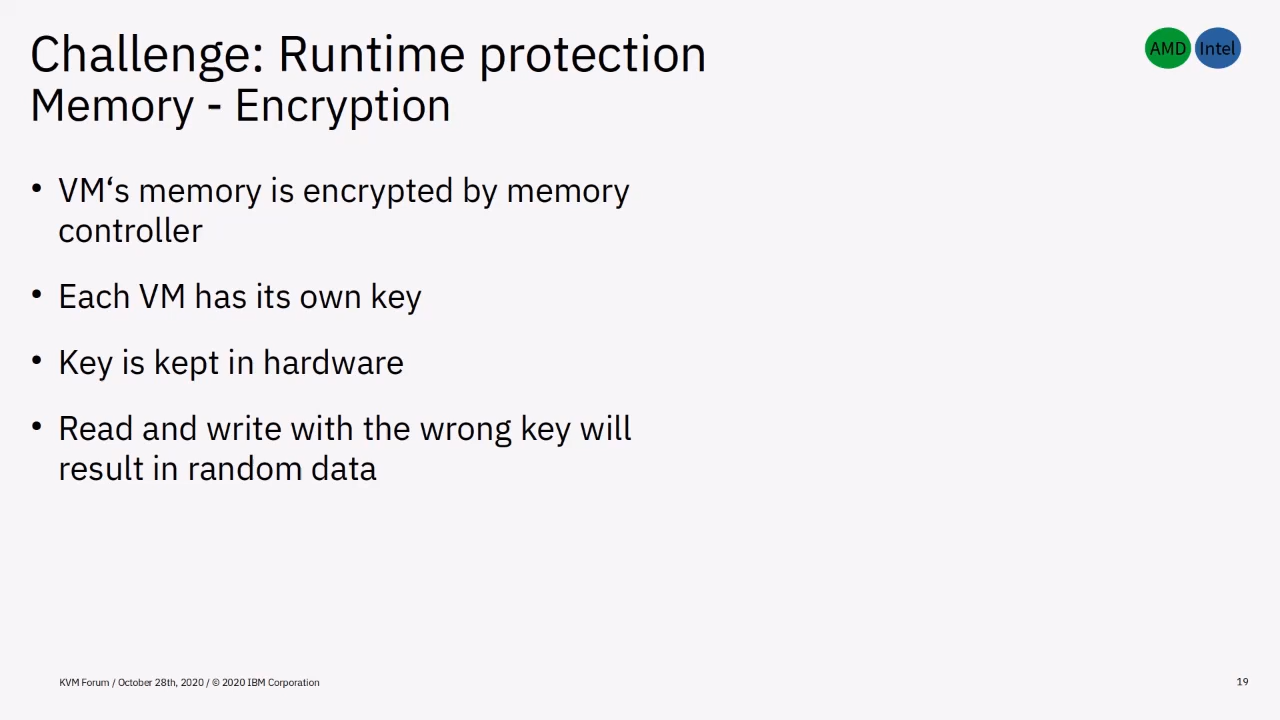 Challenge: Runtime protection
Memory - Encryption
AMD Intel
• VM‘s memory is encrypted by memory
controller
• Each VM has its own key
• Key is kept in hardware
• Read and write with the wrong key will
result in random data
KVM Forum / October 28th, 2020 / © 2020 IBM Corporation
19